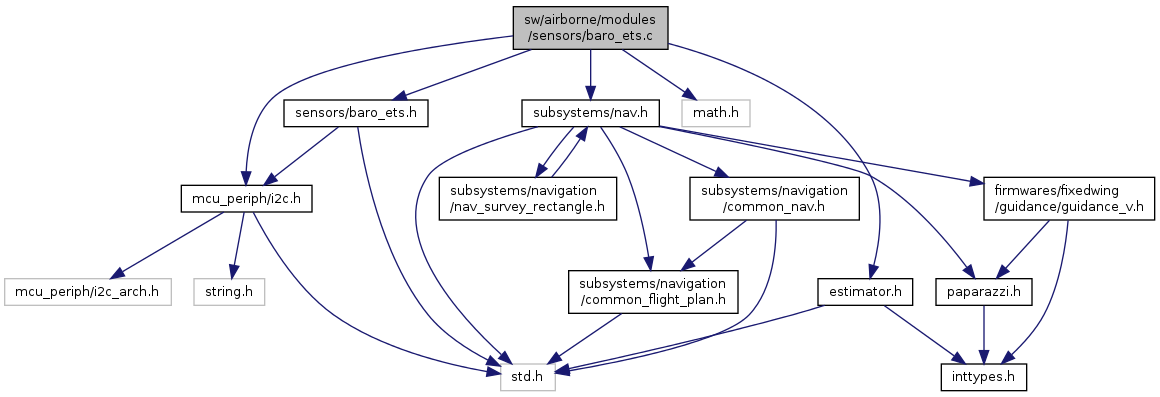 sw/airborne/modules
/sensors/baro_ets.c
sensors/baro_ets.h
subsystems/nav.h
math.h
mcu_periph/i2c.h
subsystems/navigation
/nav_survey_rectangle.h
subsystems/navigation
/common_nav.h
firmwares/fixedwing
/guidance/guidance_v.h
mcu_periph/i2c_arch.h
string.h
subsystems/navigation
/common_flight_plan.h
estimator.h
paparazzi.h
std.h
inttypes.h